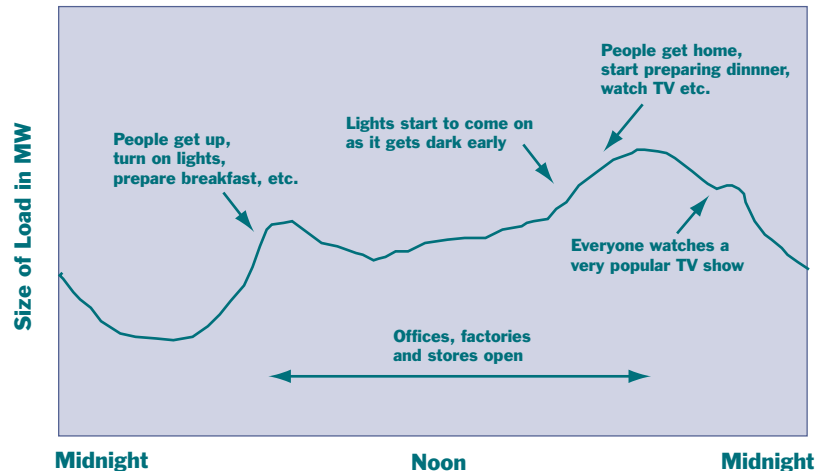 Size of Load in MW
People get up,
turn on lights,
prepare breakfast, etc.
Lights start to come on
as it gets dark early
People get home,
start preparing dinnner,
watch TV etc.
Everyone watches a
very popular TV show
Offices, factories
and stores open
Midnight
Noon
Midnight